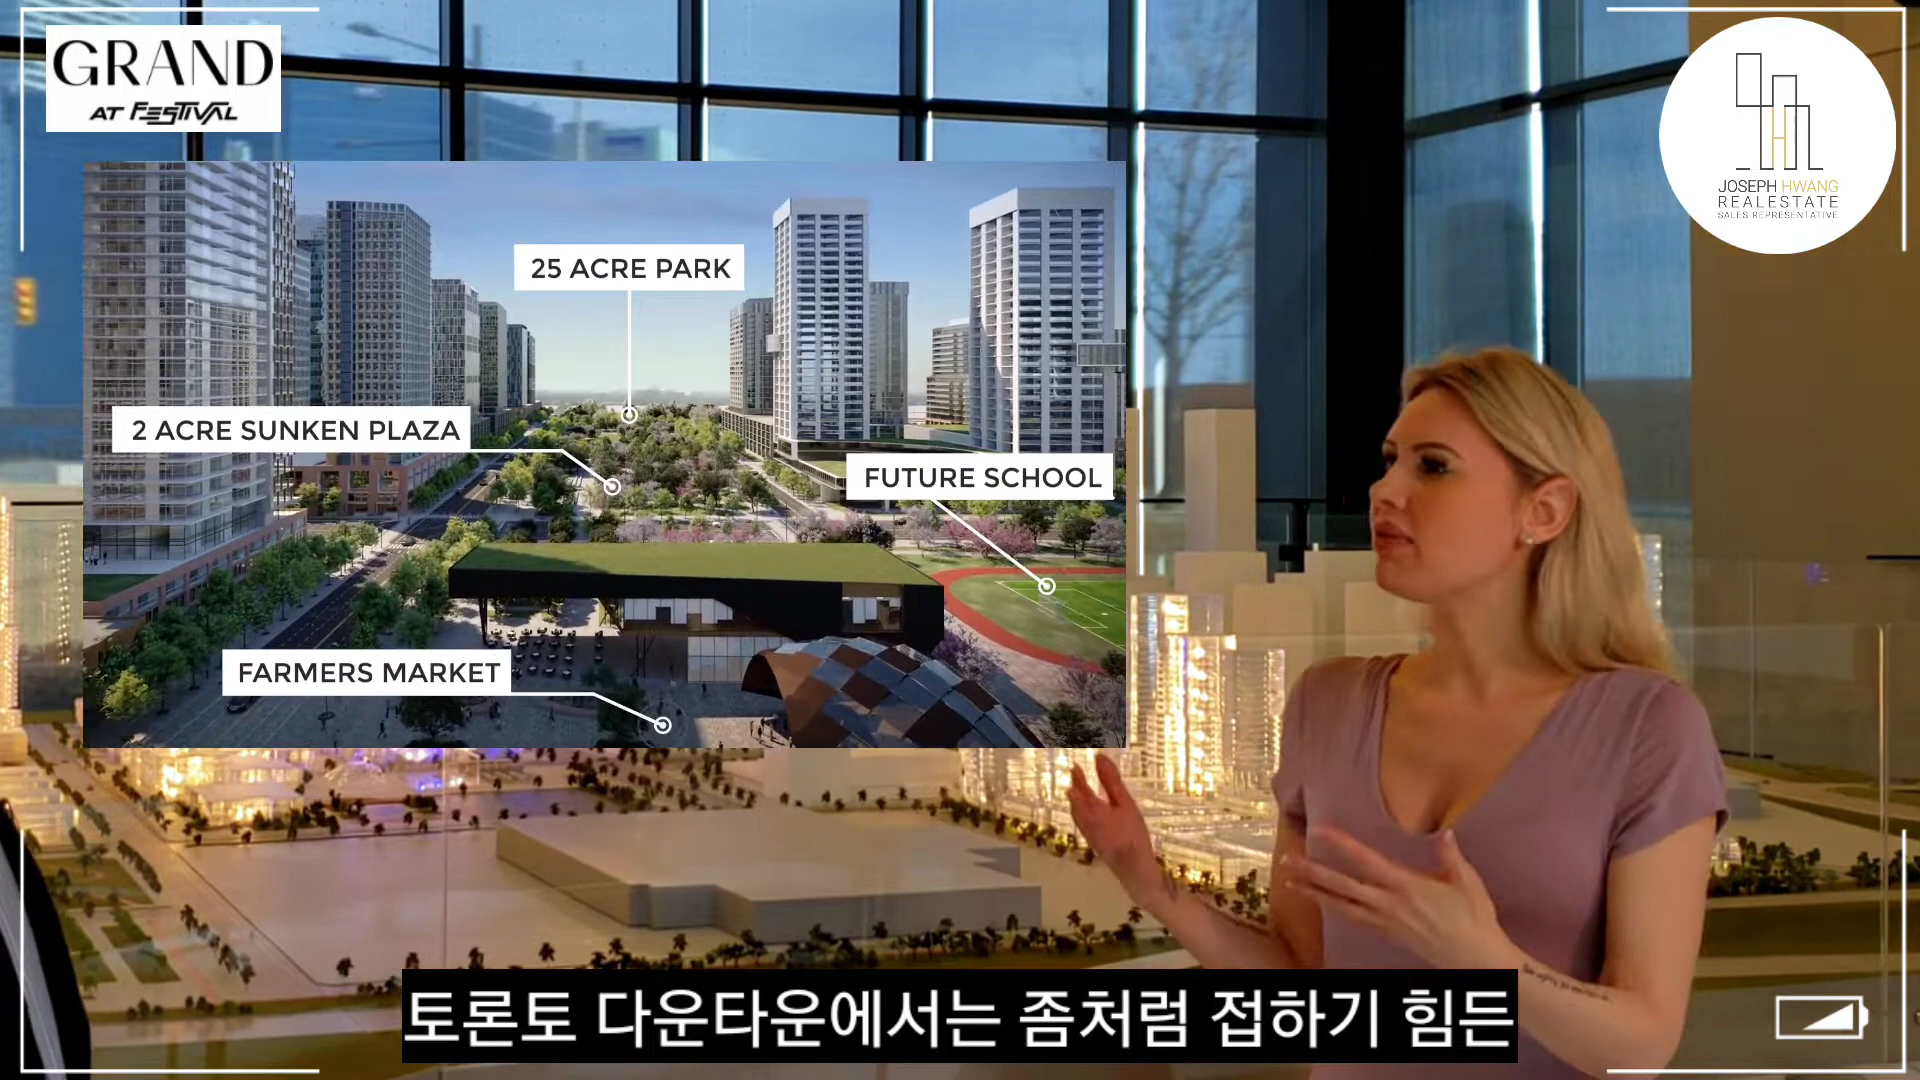 GRAND
AT FESTIVAL
JOSEPH HWANG
REALESTATE
SALES REPRESENTATIVE
25 ACRE PARK
2 ACRE SUNKEN PLAZA
FUTURE SCHOOL
FARMERS MARKET
토론토 다운타운에서는 좀처럼 접하기 힘든